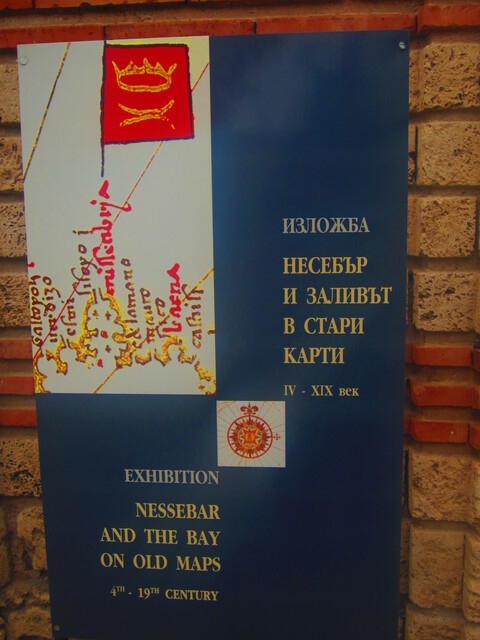 ИЗЛОЖБА
НЕСЕБЪР
И ЗАЛИВЪТ
В СТАРИ
КАРТИ
IV - XIX век
EXHIBITION
NESSEBAR
AND THE BAY
ON OLD MAPS
4TH - 19TH CENTURY